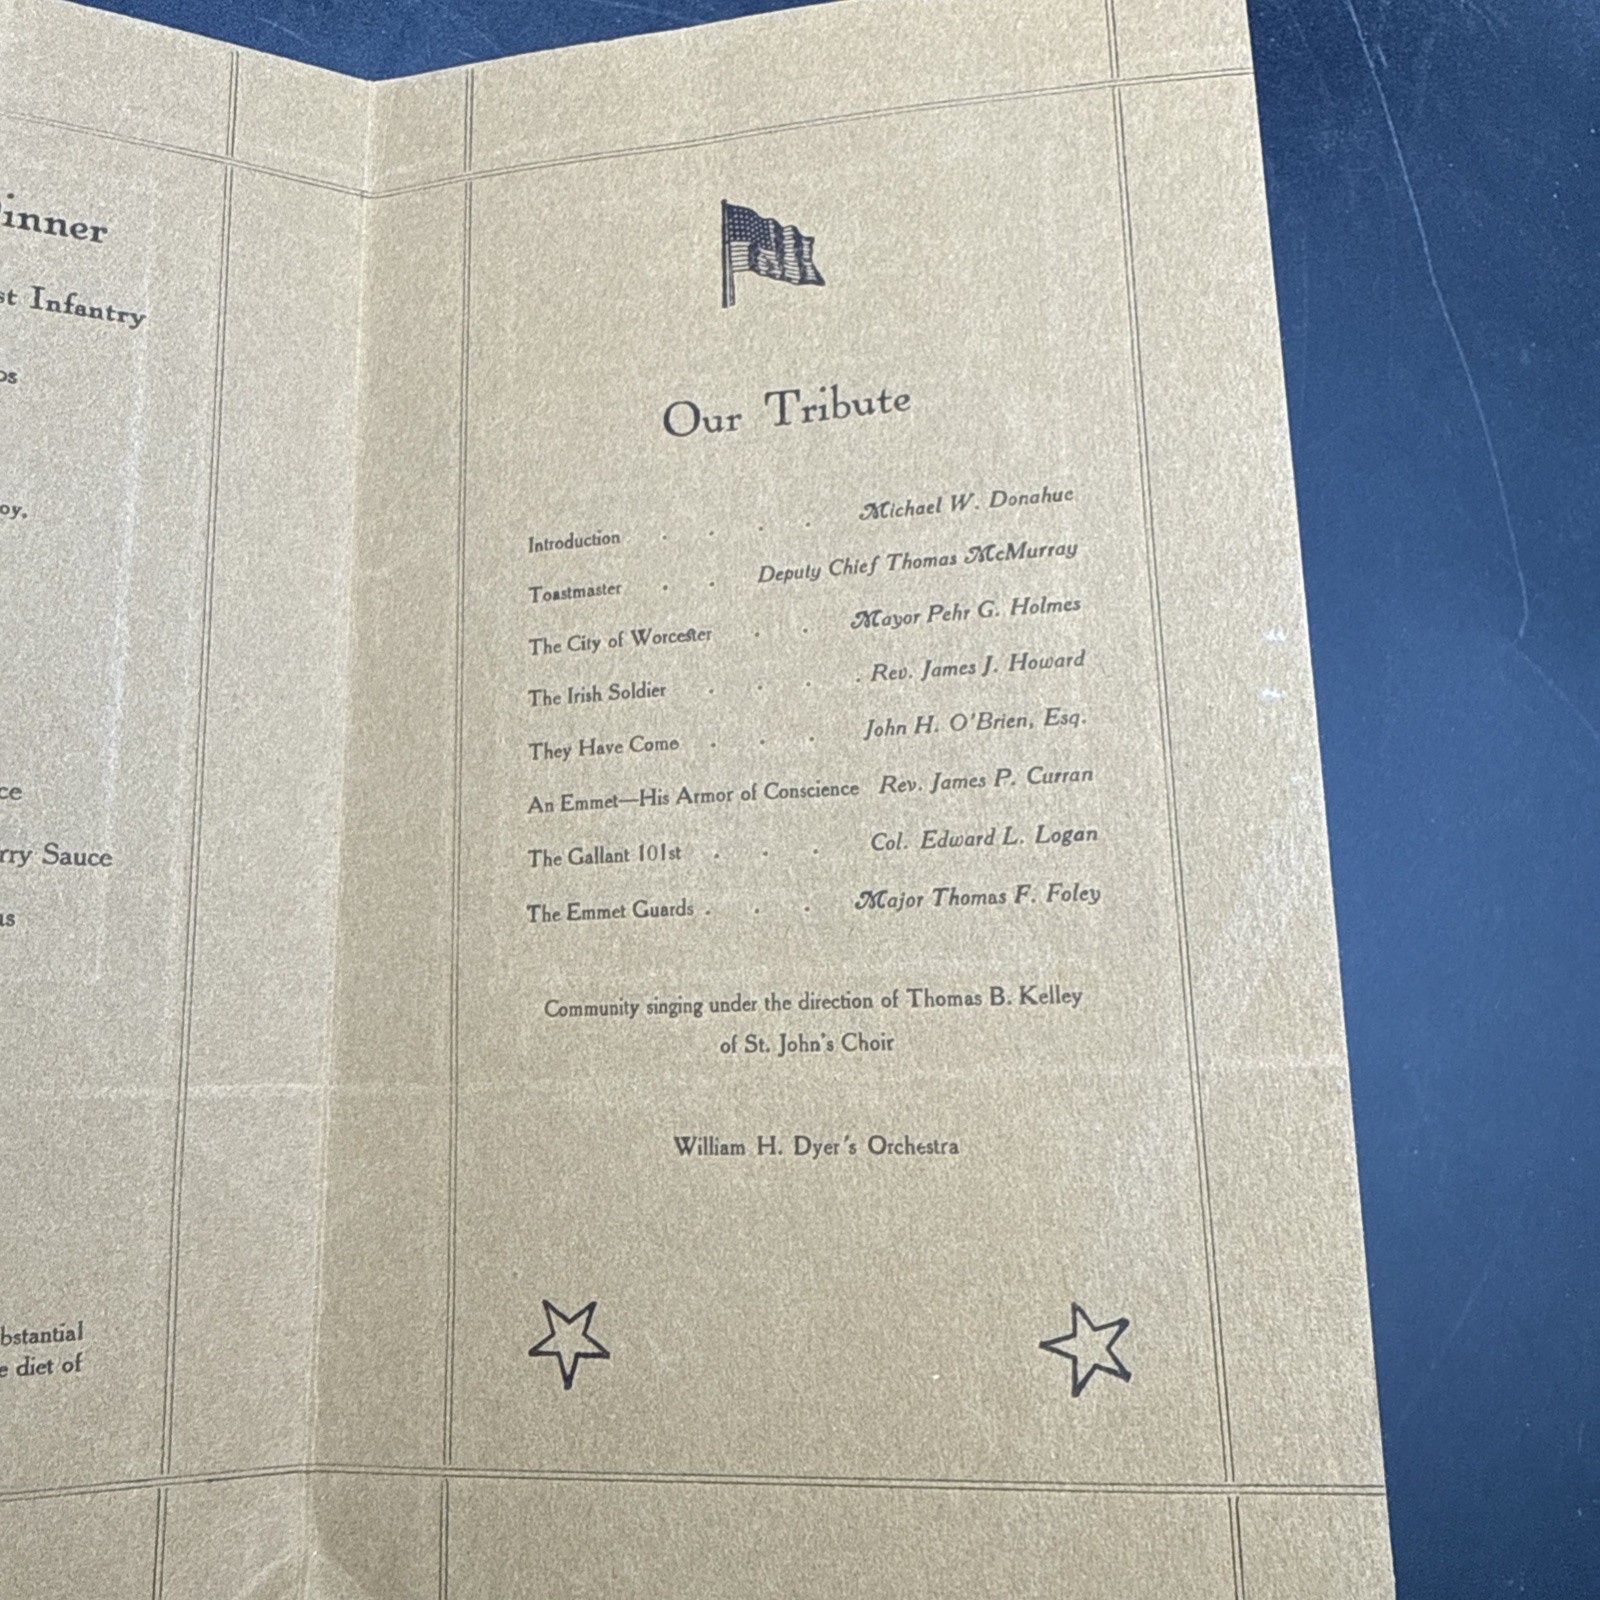 inner
Infantry
oy.
ce
rry Sauce
bstantial
diet of
Our Tribute
Introduction . . . . Michael W. Donahue
Toastmaster . . Deputy Chief Thomas McMurray
The City of Worcester . . Mayor Pehr G. Holmes
The Irish Soldier . . . . Rev. James J. Howard
They Have Come . . . John H. O'Brien, Esq.
An Emmet—His Armor of Conscience Rev. James P. Curran
The Gallant 101st . . . Col. Edward L. Logan
The Emmet Guards . . . Major Thomas F. Foley
Community singing under the direction of Thomas B. Kelley
of St. John's Choir
William H. Dyer's Orchestra